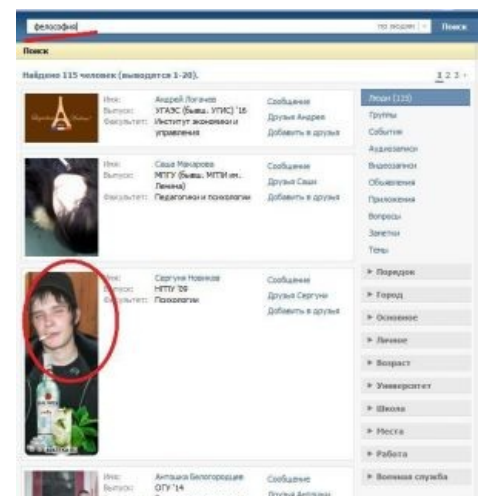 фелософия
по людям
Поиск
Поиск
Найдено 115 человек (выводятся 1-20).
1 2 3
Имя: Андрей Логачев
Выпуск: УГАЭС (бывш. УГИС) '16
Факультет: Институт экономики и управления
Сообщение
Друзья Андрея
Добавить в друзья
Имя: Саша Макарова
Выпуск: МПГУ (бывш. МГПИ им. Ленина)
Факультет: Педагогики и психологии
Сообщение
Друзья Саши
Добавить в друзья
Имя: Сергуня Новиков
Выпуск: НГПУ '09
Факультет: Психологии
Сообщение
Друзья Сергуни
Добавить в друзья
Имя: Антошка Белогородцев
Выпуск: ОГУ '14
Сообщение
Друзья Антошки
Люди (115)
Группы
События
Аудиозаписи
Видеозаписи
Объявления
Приложения
Вопросы
Заметки
Темы
Порядок
Город
Основное
Личное
Возраст
Университет
Школа
Места
Работа
Военная служба